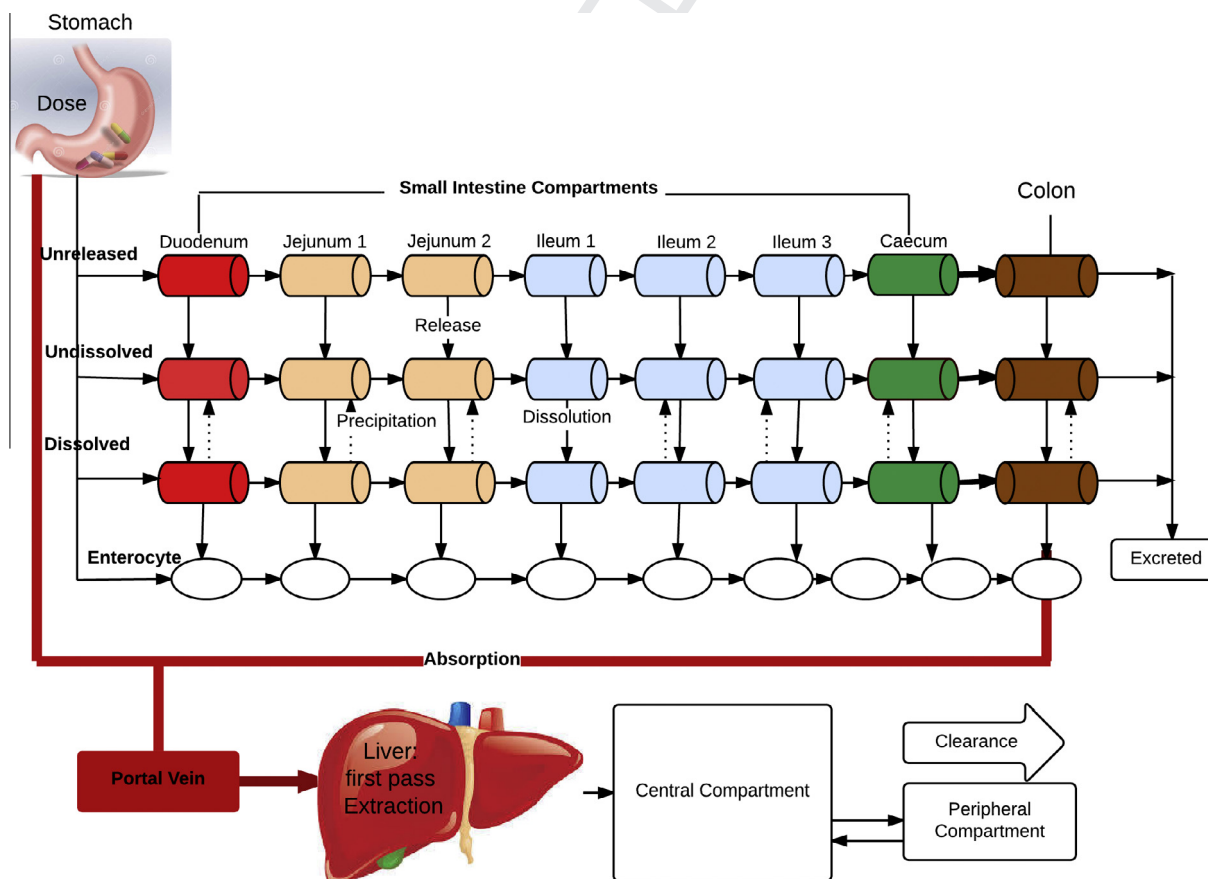 Stomach
Dose
Small Intestine Compartments
Colon
Unreleased
Duodenum
Jejunum 1
Jejunum 2
Ileum 1
Ileum 2
Ileum 3
Caecum
Release
Undissolved
Precipitation
Dissolution
Dissolved
Enterocyte
Excreted
Absorption
Portal Vein
Liver:
first pass
Extraction
Central Compartment
Clearance
Peripheral
Compartment